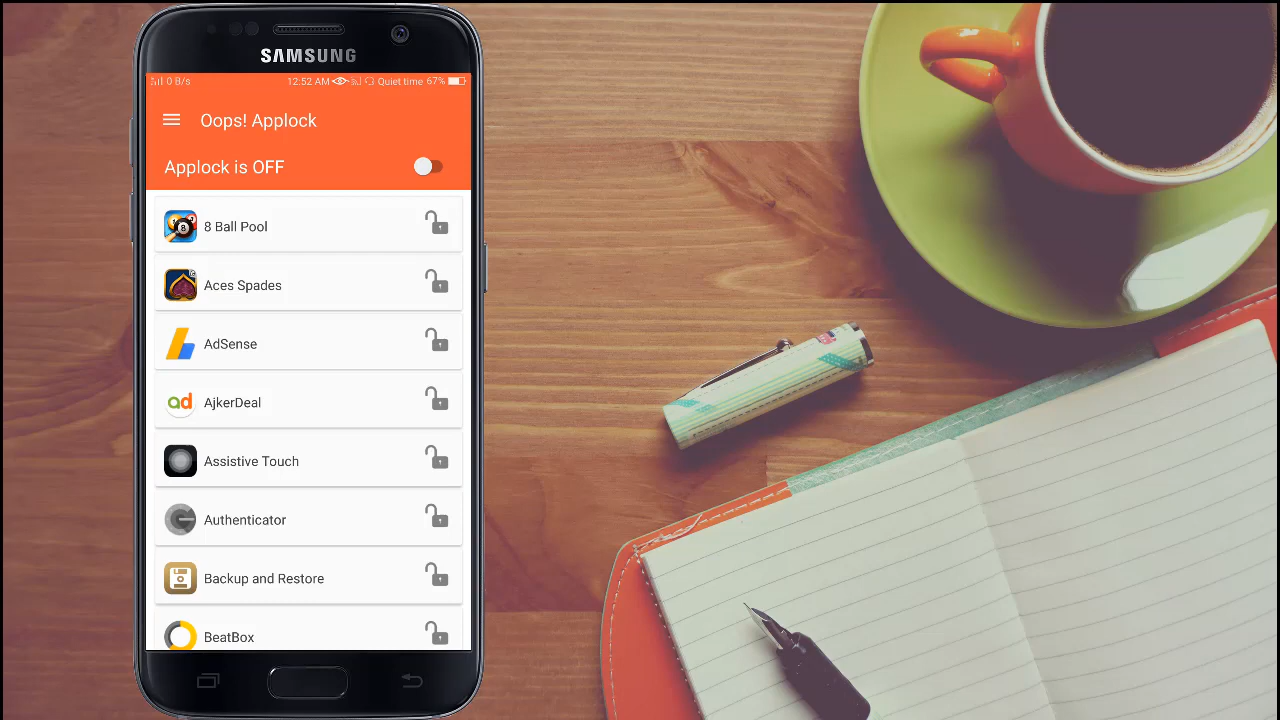 SAMSUNG
0 B/s 12:52 AM Quiet time 67%
Oops! Applock
Applock is OFF
8 Ball Pool
Aces Spades
AdSense
ad AjkerDeal
Assistive Touch
Authenticator
Backup and Restore
BeatBox